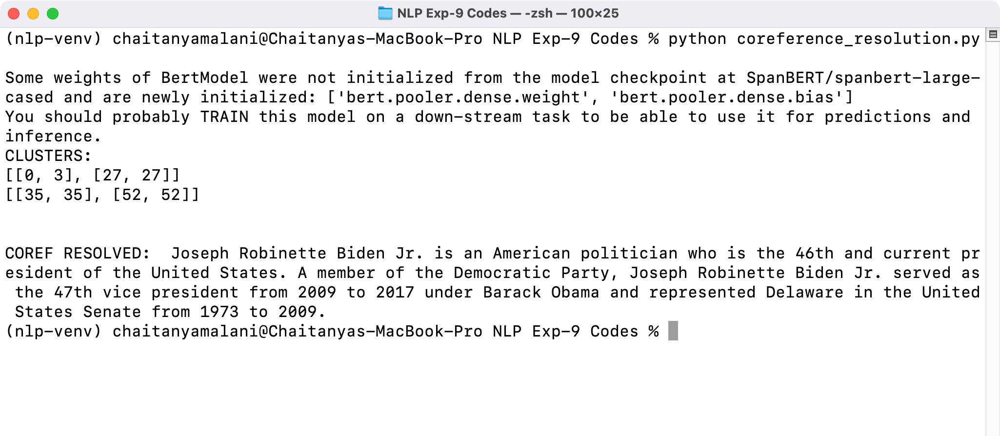 NLP Exp-9 Codes — -zsh — 100×25
(nlp-venv) chaitanyamalani@Chaitanyas-MacBook-Pro NLP Exp-9 Codes % python coreference_resolution.py
Some weights of BertModel were not initialized from the model checkpoint at SpanBERT/spanbert-large-
cased and are newly initialized: ['bert.pooler.dense.weight', 'bert.pooler.dense.bias']
You should probably TRAIN this model on a down-stream task to be able to use it for predictions and
inference.
CLUSTERS:
[[0, 3], [27, 27]]
[[35, 35], [52, 52]]
COREF RESOLVED:  Joseph Robinette Biden Jr. is an American politician who is the 46th and current pr
esident of the United States. A member of the Democratic Party, Joseph Robinette Biden Jr. served as
 the 47th vice president from 2009 to 2017 under Barack Obama and represented Delaware in the United
 States Senate from 1973 to 2009.
(nlp-venv) chaitanyamalani@Chaitanyas-MacBook-Pro NLP Exp-9 Codes %